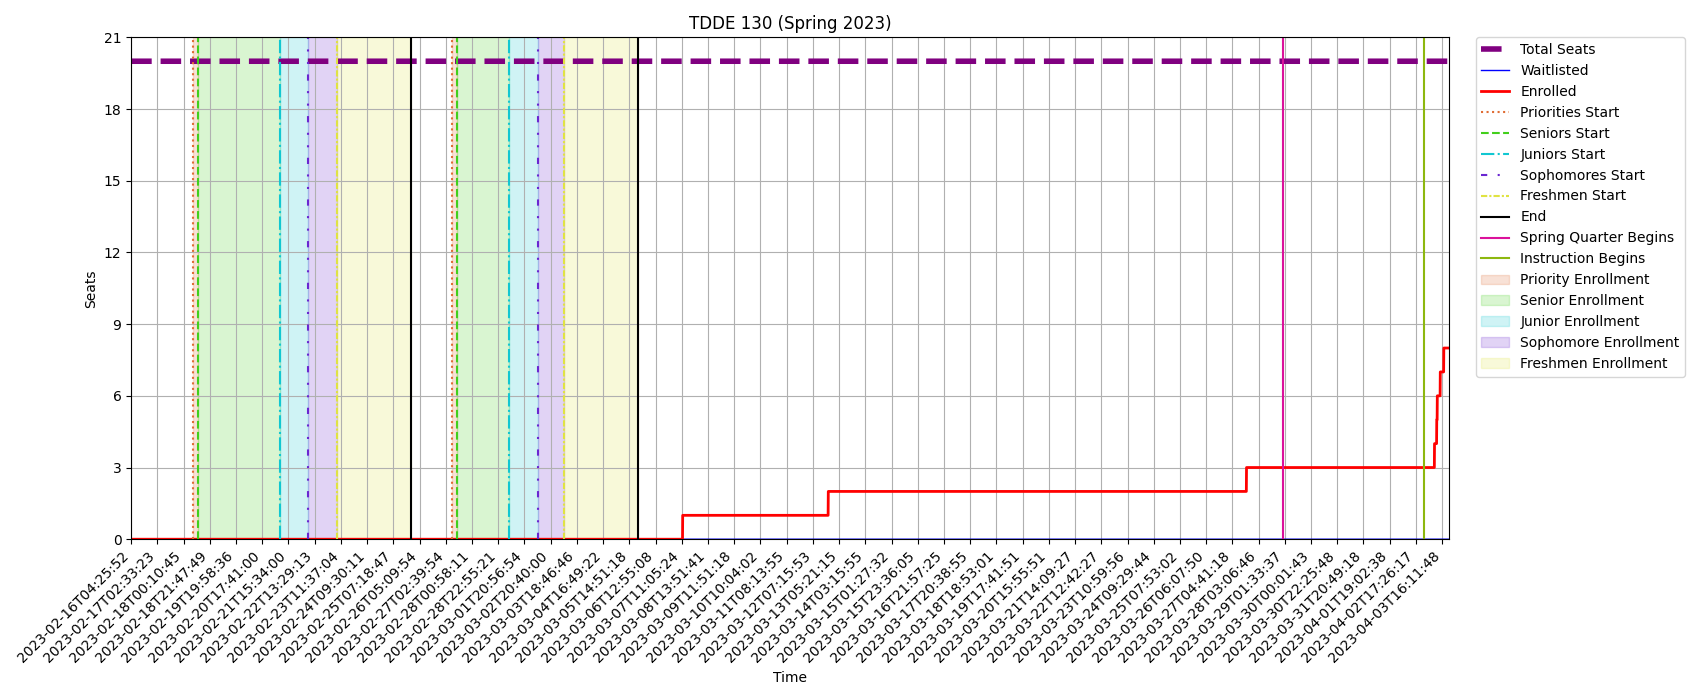 TDDE 130 (Spring 2023)
21
18
15
12
9
6
3
0
Seats
2023-02-16T04:25:52
2023-02-17T02:33:23
2023-02-18T00:10:45
2023-02-18T21:47:49
2023-02-19T19:58:36
2023-02-20T17:41:00
2023-02-21T15:34:00
2023-02-22T13:29:13
2023-02-23T11:37:04
2023-02-24T09:30:11
2023-02-25T07:18:47
2023-02-26T05:09:54
2023-02-27T02:39:54
2023-02-28T00:58:11
2023-02-28T22:55:21
2023-03-01T20:56:54
2023-03-02T20:40:00
2023-03-03T18:46:46
2023-03-04T16:49:22
2023-03-05T14:51:18
2023-03-06T12:55:08
2023-03-07T11:05:24
2023-03-08T13:51:41
2023-03-09T11:51:18
2023-03-10T10:04:02
2023-03-11T08:13:55
2023-03-12T07:15:53
2023-03-13T05:21:15
2023-03-14T03:15:55
2023-03-15T01:27:32
2023-03-15T23:36:05
2023-03-16T21:57:25
2023-03-17T20:38:55
2023-03-18T18:53:01
2023-03-19T17:41:51
2023-03-20T15:55:51
2023-03-21T14:09:27
2023-03-22T12:42:27
2023-03-23T10:59:56
2023-03-24T09:29:44
2023-03-25T07:53:02
2023-03-26T06:07:50
2023-03-27T04:41:18
2023-03-28T03:06:46
2023-03-29T01:33:37
2023-03-30T00:01:43
2023-03-30T22:25:48
2023-03-31T20:49:18
2023-04-01T19:02:38
2023-04-02T17:26:17
2023-04-03T16:11:48
Time
Total Seats
Waitlisted
Enrolled
Priorities Start
Seniors Start
Juniors Start
Sophomores Start
Freshmen Start
End
Spring Quarter Begins
Instruction Begins
Priority Enrollment
Senior Enrollment
Junior Enrollment
Sophomore Enrollment
Freshmen Enrollment